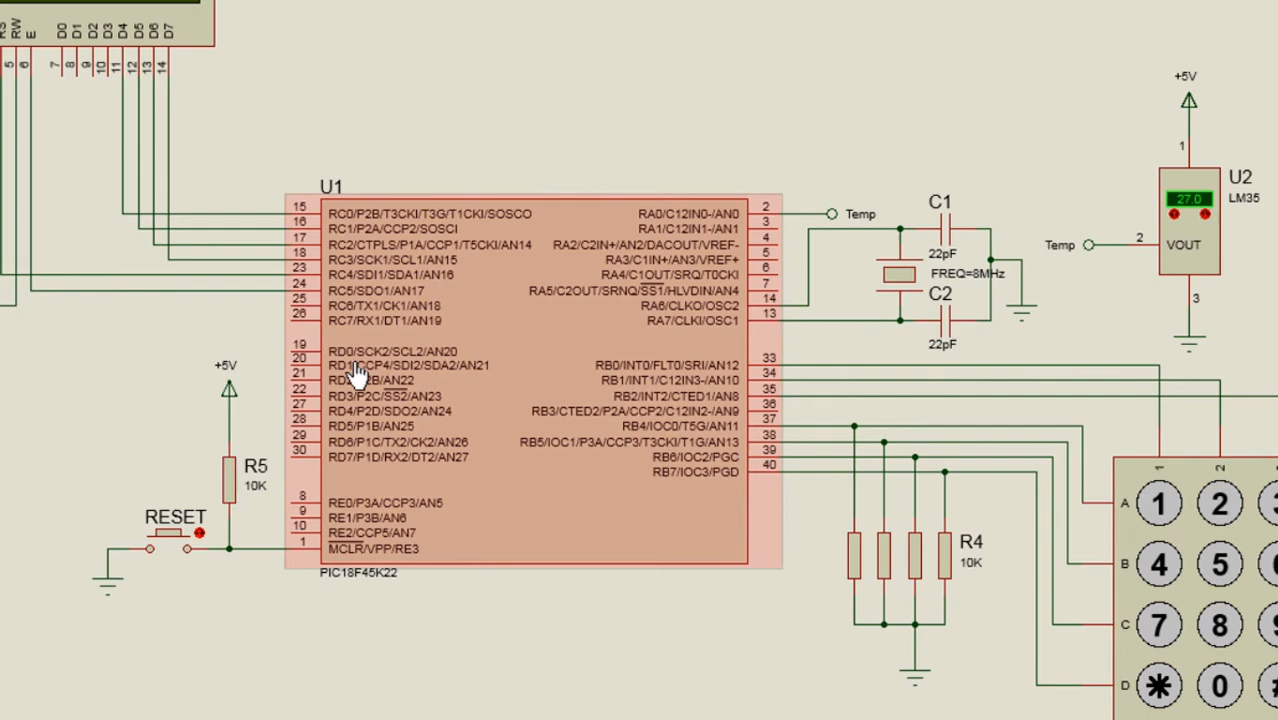 RS RW E D0 D1 D2 D3 D4 D5 D6 D7
5 6 7 8 9 10 11 12 13 14
+5V
1
U2
LM35
27.0
2 VOUT
Temp
3
U1
15 RC0/P2B/T3CKI/T3G/T1CKI/SOSCO RA0/C12IN0-/AN0 2
16 RC1/P2A/CCP2/SOSCI RA1/C12IN1-/AN1 3
17 RC2/CTPLS/P1A/CCP1/T5CKI/AN14 RA2/C2IN+/AN2/DACOUT/VREF- 4
18 RC3/SCK1/SCL1/AN15 RA3/C1IN+/AN3/VREF+ 5
23 RC4/SDI1/SDA1/AN16 RA4/C1OUT/SRQ/T0CKI 6
24 RC5/SDO1/AN17 RA5/C2OUT/SRNQ/SS1/HLVDIN/AN4 7
25 RC6/TX1/CK1/AN18 RA6/CLKO/OSC2 14
26 RC7/RX1/DT1/AN19 RA7/CLKI/OSC1 13
Temp
C1
22pF
FREQ=8MHz
C2
22pF
19 RD0/SCK2/SCL2/AN20
20 RD1/CCP4/SDI2/SDA2/AN21 RB0/INT0/FLT0/SRI/AN12 33
21 /AN22 RB1/INT1/C12IN3-/AN10 34
22 RD3/P2C/SS2/AN23 RB2/INT2/CTED1/AN8 35
27 RD4/P2D/SDO2/AN24 RB3/CTED2/P2A/CCP2/C12IN2-/AN9 36
28 RD5/P1B/AN25 RB4/IOC0/T5G/AN11 37
29 RD6/P1C/TX2/CK2/AN26 RB5/IOC1/P3A/CCP3/T3CKI/T1G/AN13 38
30 RD7/P1D/RX2/DT2/AN27 RB6/IOC2/PGC 39
RB7/IOC3/PGD 40
8 RE0/P3A/CCP3/AN5
9 RE1/P3B/AN6
10 RE2/CCP5/AN7
1 MCLR/VPP/RE3
PIC18F45K22
+5V
R5
10K
RESET
R4
10K
1 2
A 1 2 3
B 4 5
C 7 8 9
D * 0